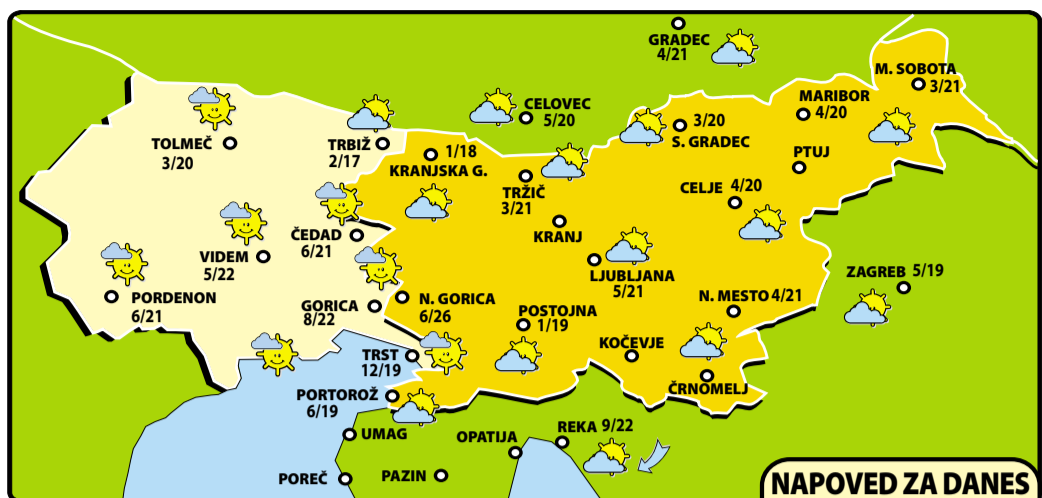 GRADEC
4/21
M. SOBOTA
3/21
MARIBOR
4/20
CELOVEC
5/20
3/20
S. GRADEC
TOLMEČ
3/20
TRBIŽ
2/17
1/18
KRANJSKA G.
PTUJ
TRŽIČ
3/21
CELJE 4/20
KRANJ
ČEDAD
6/21
VIDEM
5/22
LJUBLJANA
5/21
ZAGREB 5/19
PORDENON
6/21
GORICA
8/22
N. GORICA
6/26
POSTOJNA
1/19
N. MESTO 4/21
KOČEVJE
TRST
12/19
ČRNOMELJ
PORTOROŽ
6/19
UMAG
OPATIJA
REKA 9/22
POREČ
PAZIN
NAPOVED ZA DANES